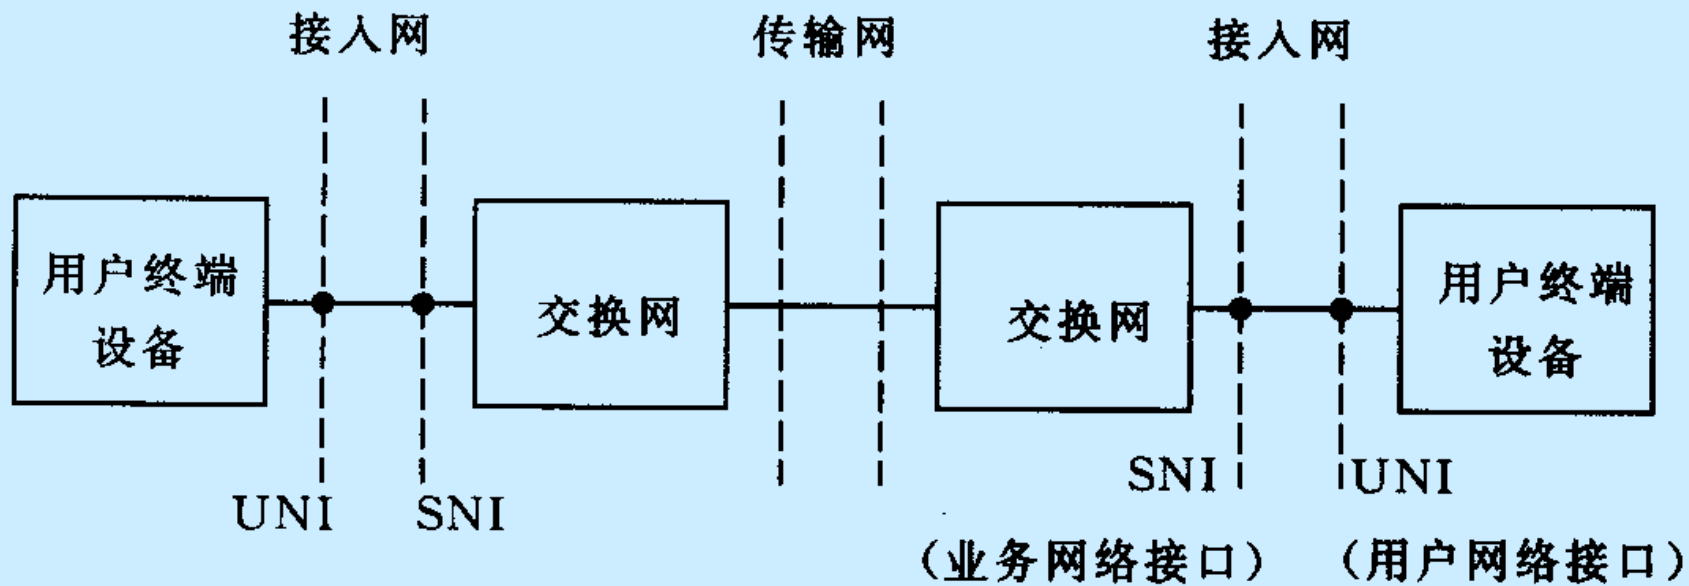 接入网
传输网
接入网
用户终端
设备
交换网
交换网
用户终端
设备
UNI
SNI
SNI
UNI
(业务网络接口)
(用户网络接口)